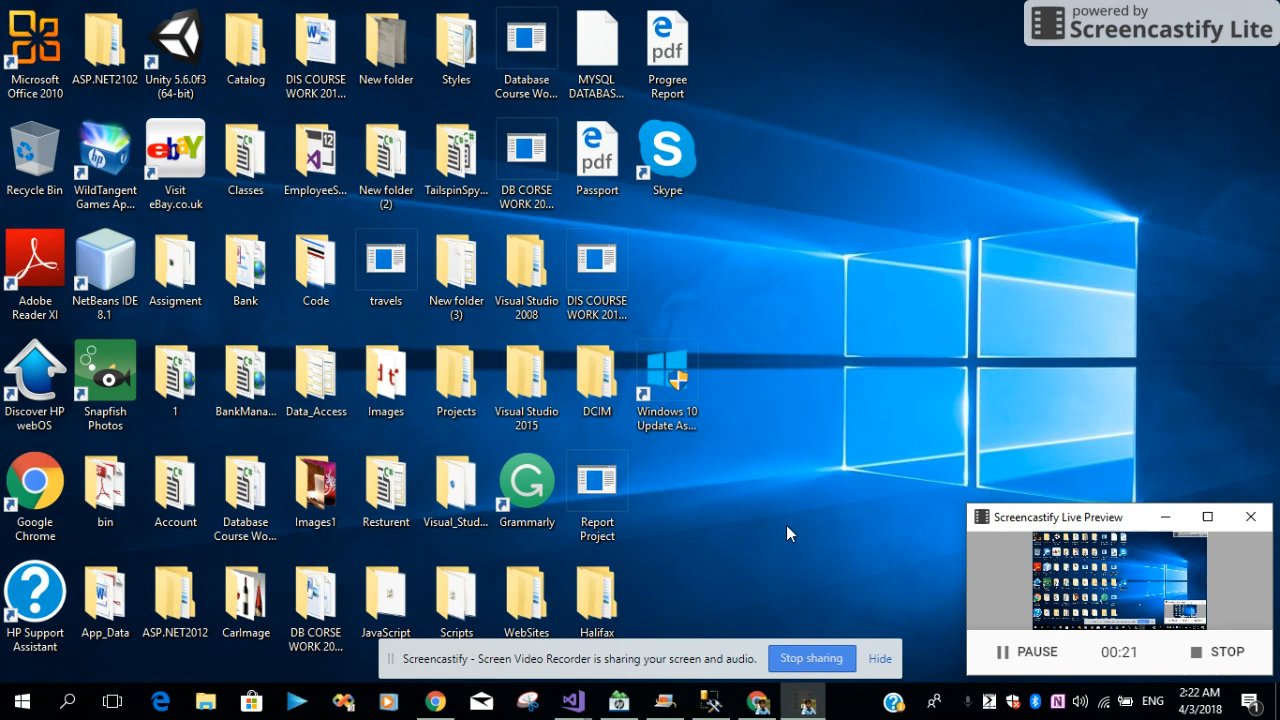 powered by
Screencastify Lite
Microsoft
Office 2010
ASP.NET2102
Unity 5.6.0f3
(64-bit)
Catalog
DIS COURSE
WORK 201...
New folder
Styles
Database
Course Wo...
MYSQL
DATABAS...
pdf
Progree
Report
Recycle Bin
hp
WildTangent
Games Ap...
ebay
Visit
eBay.co.uk
Classes
12
EmployeeS...
New folder
(2)
TailspinSpy...
DB CORSE
WORK 20...
pdf
Passport
Skype
Adobe
Reader XI
NetBeans IDE
8.1
Assigment
Bank
Code
travels
New folder
(3)
Visual Studio
2008
DIS COURSE
WORK 201...
Discover HP
webOS
Snapfish
Photos
1
BankMana...
Data_Access
Images
Projects
Visual Studio
2015
DCIM
Windows 10
Update As...
Google
Chrome
bin
Account
Database
Course Wo...
Images1
Resturent
Visual_Stud...
Grammarly
Report
Project
HP Support
Assistant
App_Data
ASP.NET2012
CarImage
DB CORSE
WORK 20...
JavaScript
Scripts
WebSites
Halifax
Screencastify Live Preview
PAUSE
00:21
STOP
Screencastify - Screen Video Recorder is sharing your screen and audio.
Stop sharing
Hide
ENG
2:22 AM
4/3/2018
1